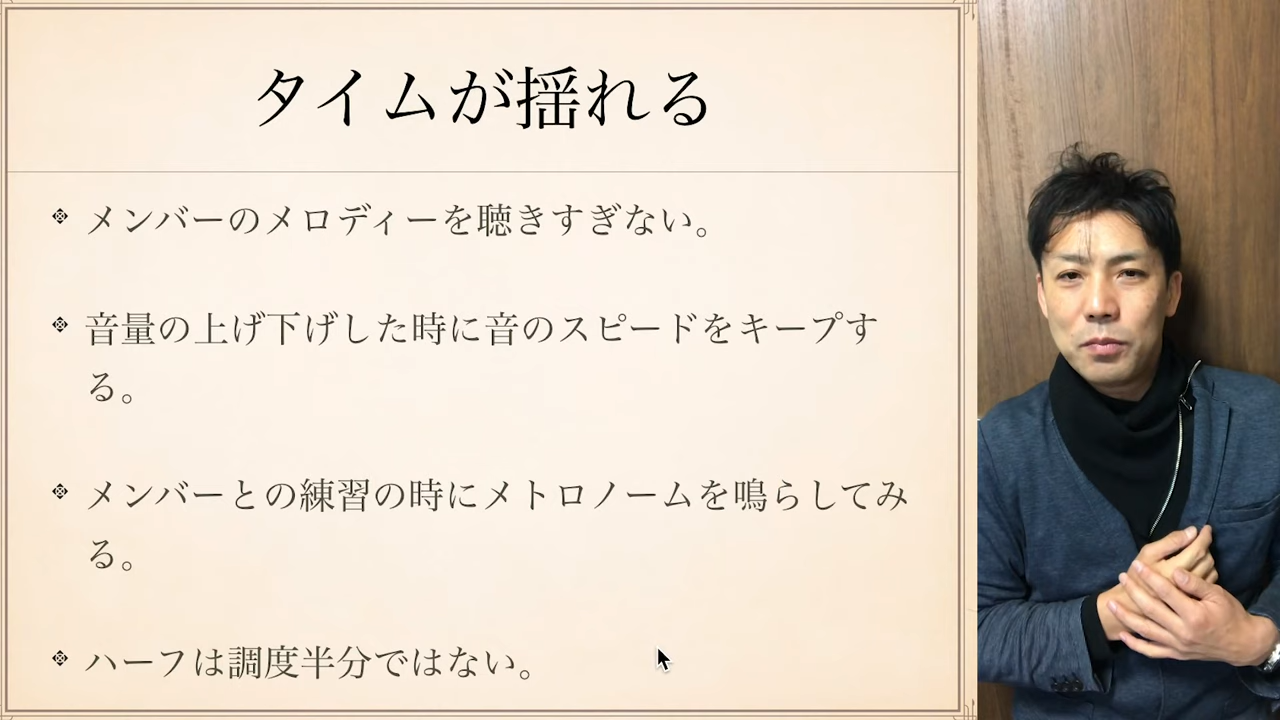 タイムが揺れる
メンバーのメロディーを聴きすぎない。
音量の上げ下げした時に音のスピードをキープす
る。
メンバーとの練習の時にメトロノームを鳴らしてみ
る。
ハーフは調度半分ではない。